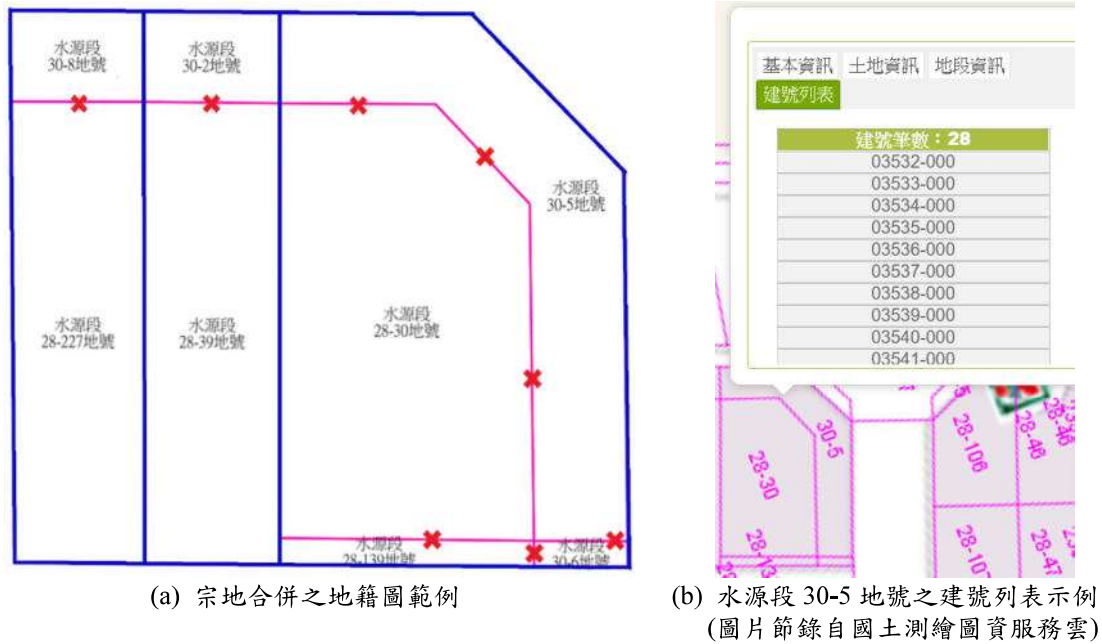 水源段
30-8地號
水源段
30-2地號
水源段
30-5地號
水源段
28-227地號
水源段
28-39地號
水源段
28-30地號
水源段
28-139地號
水源段
30-6地號
(a) 宗地合併之地籍圖範例
基本資訊 土地資訊 地段資訊
建號列表
建號筆數：28
03532-000
03533-000
03534-000
03535-000
03536-000
03537-000
03538-000
03539-000
03540-000
03541-000
30-5
28-30
28-13
28-106
28-46
28-46
28-107
28-47
(b) 水源段 30-5 地號之建號列表示例
(圖片節錄自國土測繪圖資服務雲)